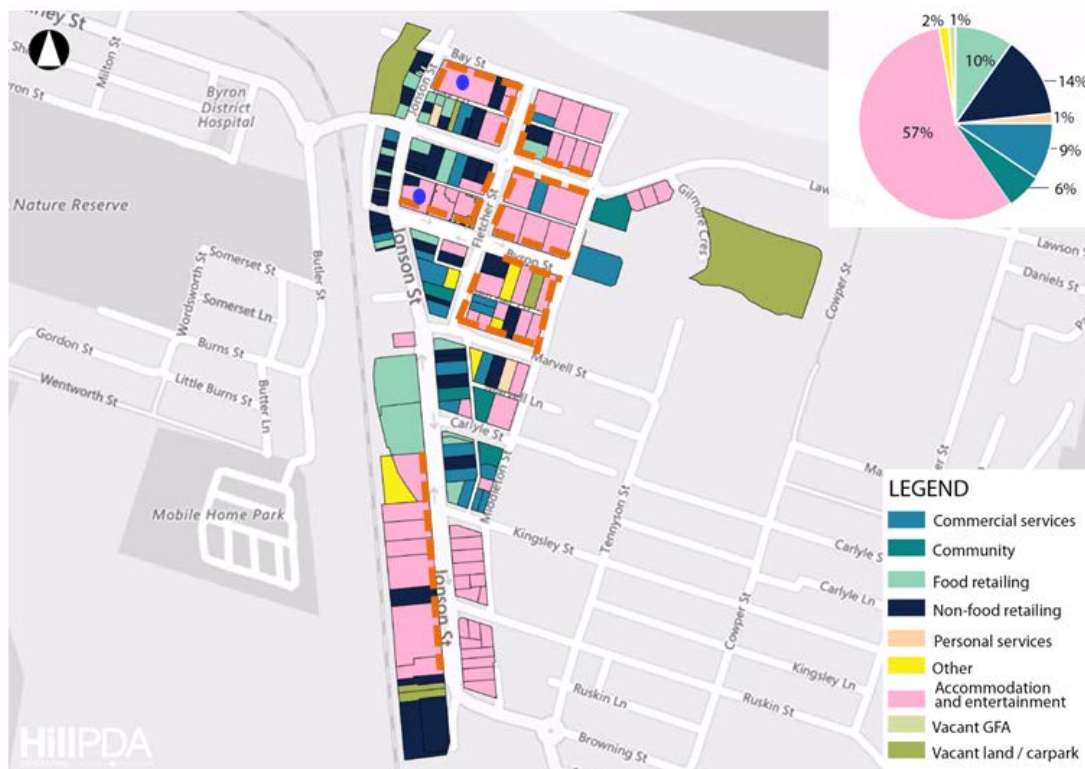 rney St
Milton St
Byron
District
Hospital
yron St
Bay St
Jonson St
2%
1%
10%
14%
1%
9%
6%
57%
Nature Reserve
Fletcher St
Byron St
Jonson St
Gilmore Cres
Lawson S
Daniels St
Cowper St
Butler St
Somerset St
Somerset Ln
Wordsworth St
Burns St
Gordon St
Little Burns St
Wentworth St
Butler Ln
Marvell St
Carlyle St
Middleton St
Tennyson St
Kingsley St
Mobile Home Park
Jonson St
Cowper St
Carlyle S
Carlyle Ln
Kingsley Ln
Ruskin Ln
Ruskin St
Browning St
LEGEND
Commercial services
Community
Food retailing
Non-food retailing
Personal services
Other
Accommodation
and entertainment
Vacant GFA
Vacant land / carpark
HillPDA
CONSULTING